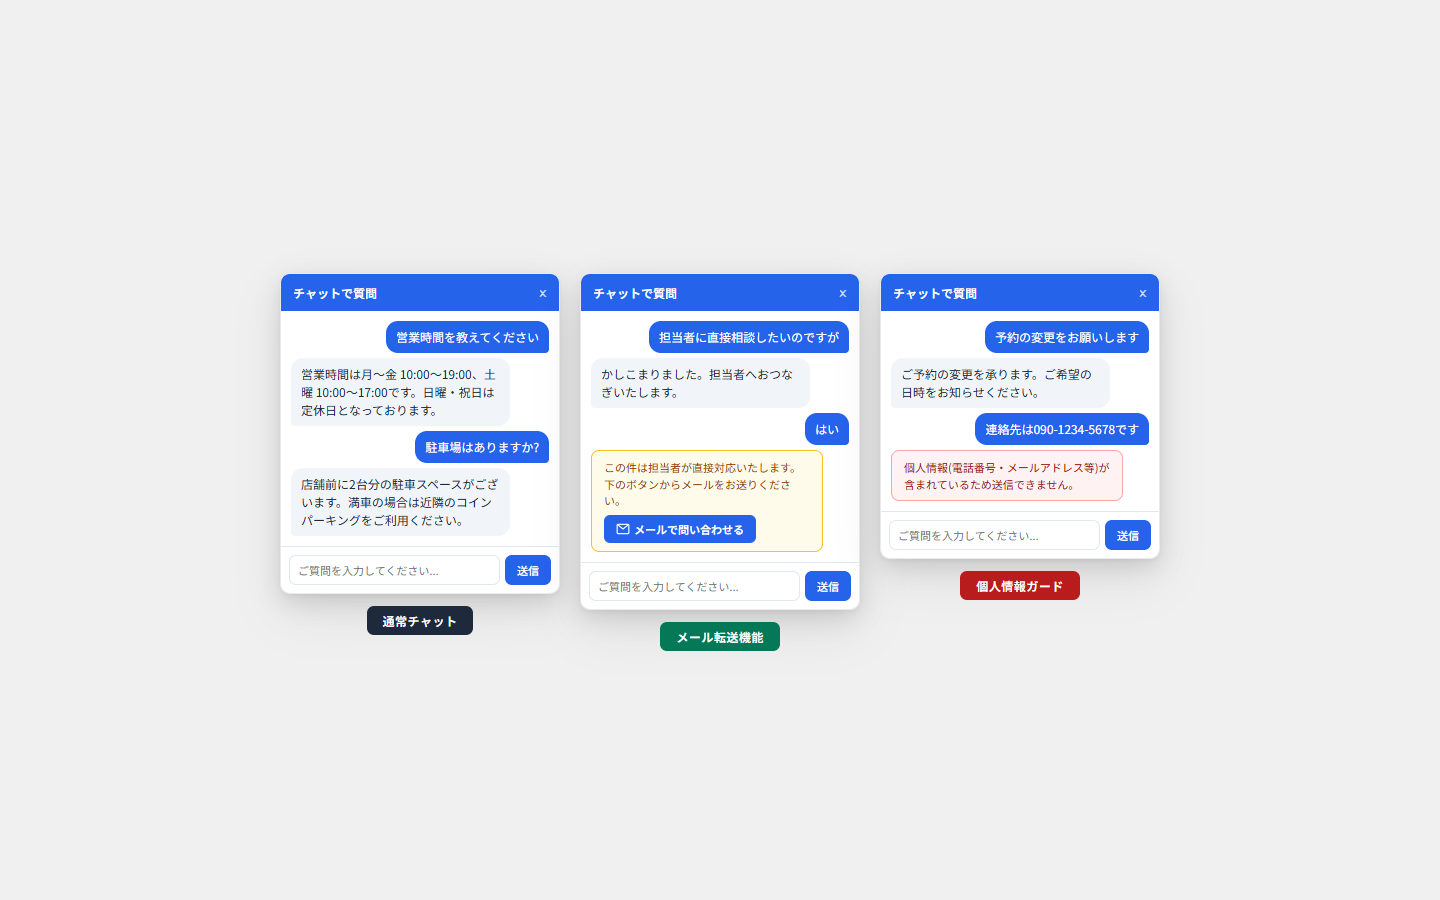 チャットで質問
x
営業時間を教えてください
営業時間は月〜金 10:00〜19:00、土
曜 10:00〜17:00です。日曜・祝日は
定休日となっております。
駐車場はありますか?
店舗前に2台分の駐車スペースがござ
います。満車の場合は近隣のコイン
パーキングをご利用ください。
ご質問を入力してください...
送信
通常チャット
チャットで質問
x
担当者に直接相談したいのですが
かしこまりました。担当者へおつな
ぎいたします。
はい
この件は担当者が直接対応いたします。
下のボタンからメールをお送りくださ
い。
メールで問い合わせる
ご質問を入力してください...
送信
メール転送機能
チャットで質問
x
予約の変更をお願いします
ご予約の変更を承ります。ご希望の
日時をお知らせください。
連絡先は090-1234-5678です
個人情報(電話番号・メールアドレス等)が
含まれているため送信できません。
ご質問を入力してください...
送信
個人情報ガード